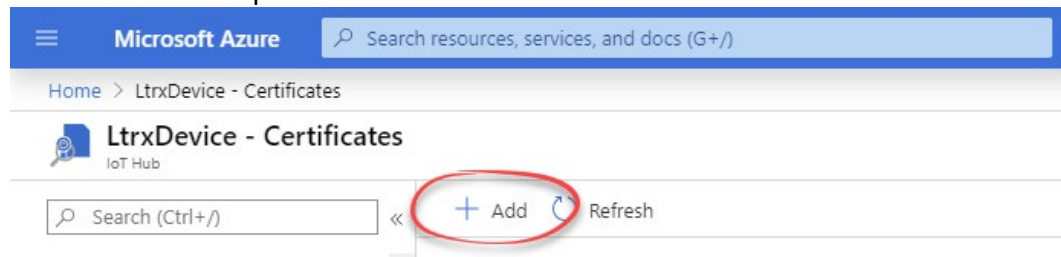 Microsoft Azure
Search resources, services, and docs (G+/)
Home > LtrxDevice - Certificates
LtrxDevice - Certificates
IoT Hub
Search (Ctrl+/)
«
+ Add
Refresh